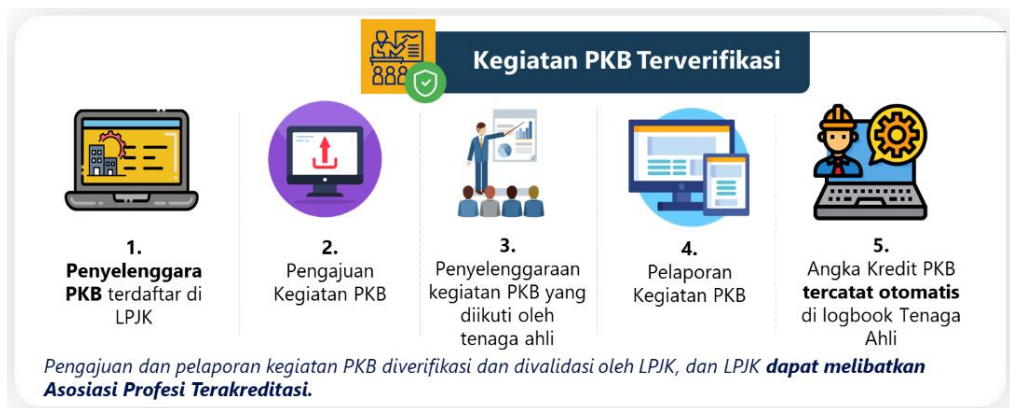 Kegiatan PKB Terverifikasi
1.
Penyelenggara
PKB terdaftar di
LPJK
2.
Pengajuan
Kegiatan PKB
3.
Penyelenggaraan
kegiatan PKB yang
diikuti oleh
tenaga ahli
4.
Pelaporan
Kegiatan PKB
5.
Angka Kredit PKB
tercatat otomatis
di logbook Tenaga
Ahli
Pengajuan dan pelaporan kegiatan PKB diverifikasi dan divalidasi oleh LPJK, dan LPJK dapat melibatkan
Asosiasi Profesi Terakreditasi.